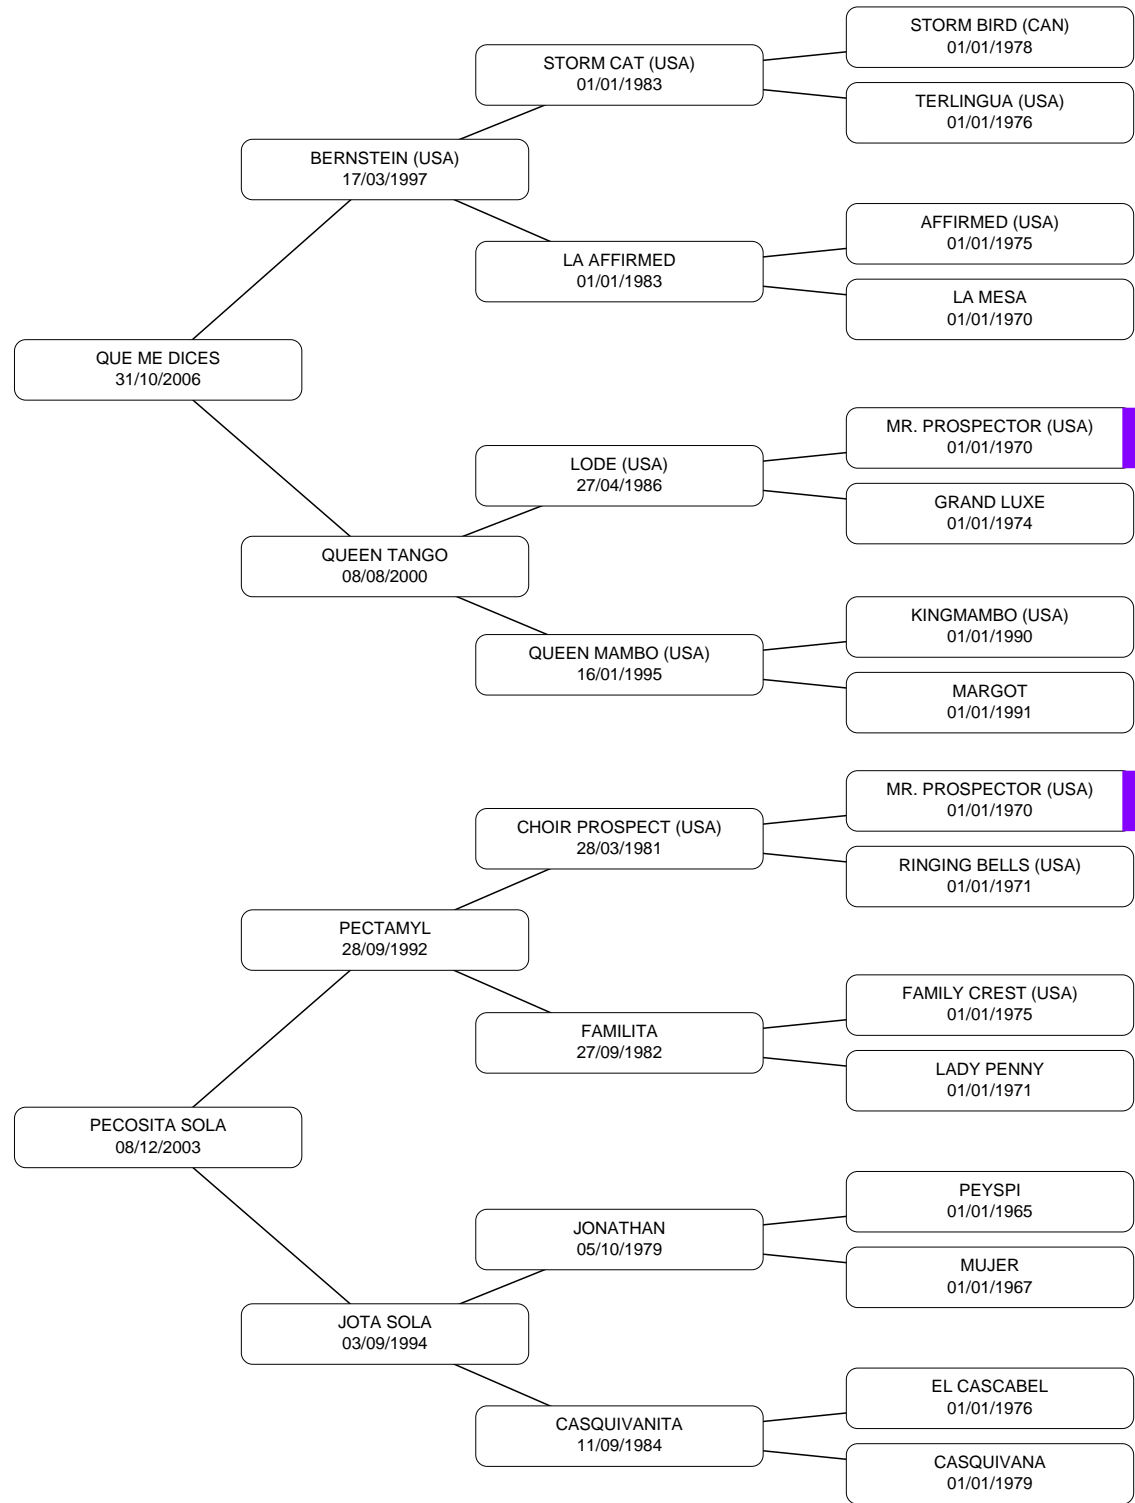 STORM BIRD (CAN)
01/01/1978
STORM CAT (USA)
01/01/1983
TERLINGUA (USA)
01/01/1976
BERNSTEIN (USA)
17/03/1997
AFFIRMED (USA)
01/01/1975
LA AFFIRMED
01/01/1983
LA MESA
01/01/1970
QUE ME DICES
31/10/2006
MR. PROSPECTOR (USA)
01/01/1970
LODE (USA)
27/04/1986
GRAND LUXE
01/01/1974
QUEEN TANGO
08/08/2000
KINGMAMBO (USA)
01/01/1990
QUEEN MAMBO (USA)
16/01/1995
MARGOT
01/01/1991
MR. PROSPECTOR (USA)
01/01/1970
CHOIR PROSPECT (USA)
28/03/1981
RINGING BELLS (USA)
01/01/1971
PECTAMYL
28/09/1992
FAMILY CREST (USA)
01/01/1975
FAMILITA
27/09/1982
LADY PENNY
01/01/1971
PECOSITA SOLA
08/12/2003
PEYSPI
01/01/1965
JONATHAN
05/10/1979
MUJER
01/01/1967
JOTA SOLA
03/09/1994
EL CASCABEL
01/01/1976
CASQUIVANITA
11/09/1984
CASQUIVANA
01/01/1979